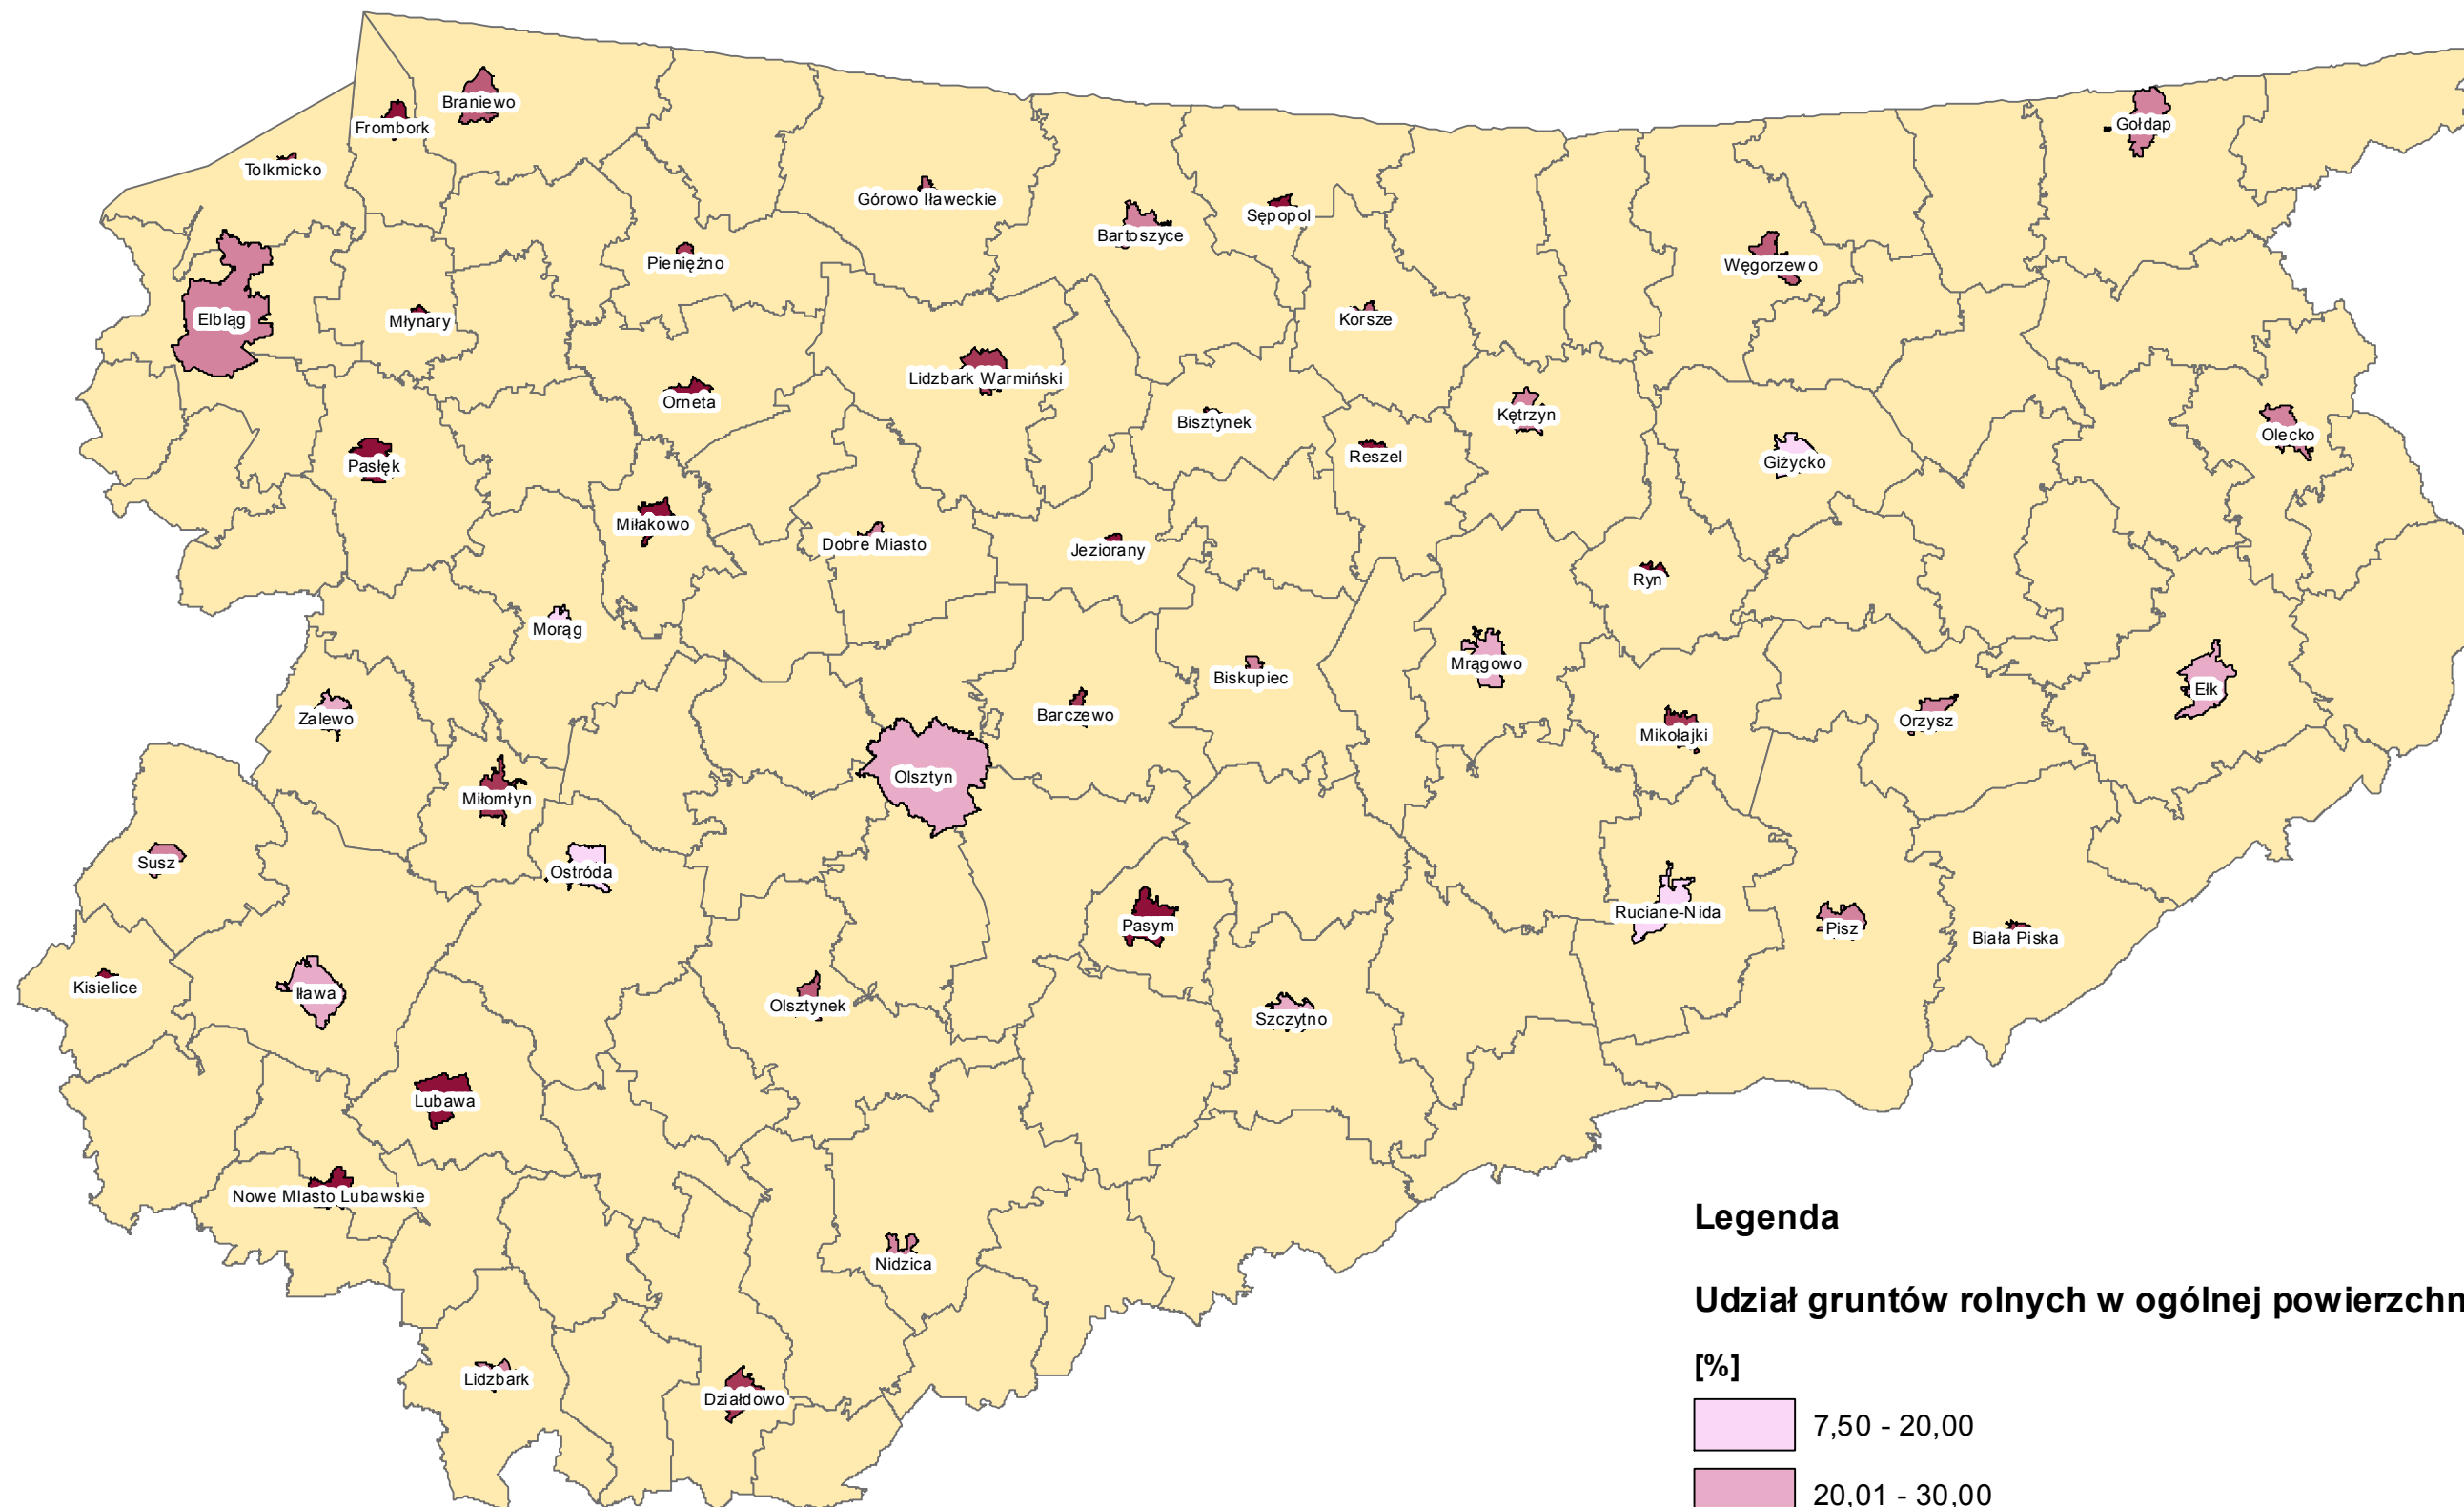 Braniewo
Frombork
Tolkmicko
Gołdap
Górowo Iławeckie
Sępopol
Bartoszyce
Pieniężno
Węgorzewo
Elbląg
Młynary
Korsze
Lidzbark Warmiński
Orneta
Kętrzyn
Bisztynek
Olecko
Reszel
Giżycko
Pasłęk
Miłakowo
Dobre Miasto
Jeziorany
Ryn
Morąg
Mrągowo
Biskupiec
Ełk
Zalewo
Barczewo
Orzysz
Mikołajki
Olsztyn
Miłomłyn
Susz
Ostróda
Ruciane-Nida
Pasym
Pisz
Biała Piska
Kisielice
Iława
Olsztynek
Szczytno
Lubawa
Nowe MIasto Lubawskie
Nidzica
Lidzbark
Działdowo
Legenda
Udział gruntów rolnych w ogólnej powierzchn
[%]
7,50 - 20,00
20,01 - 30,00